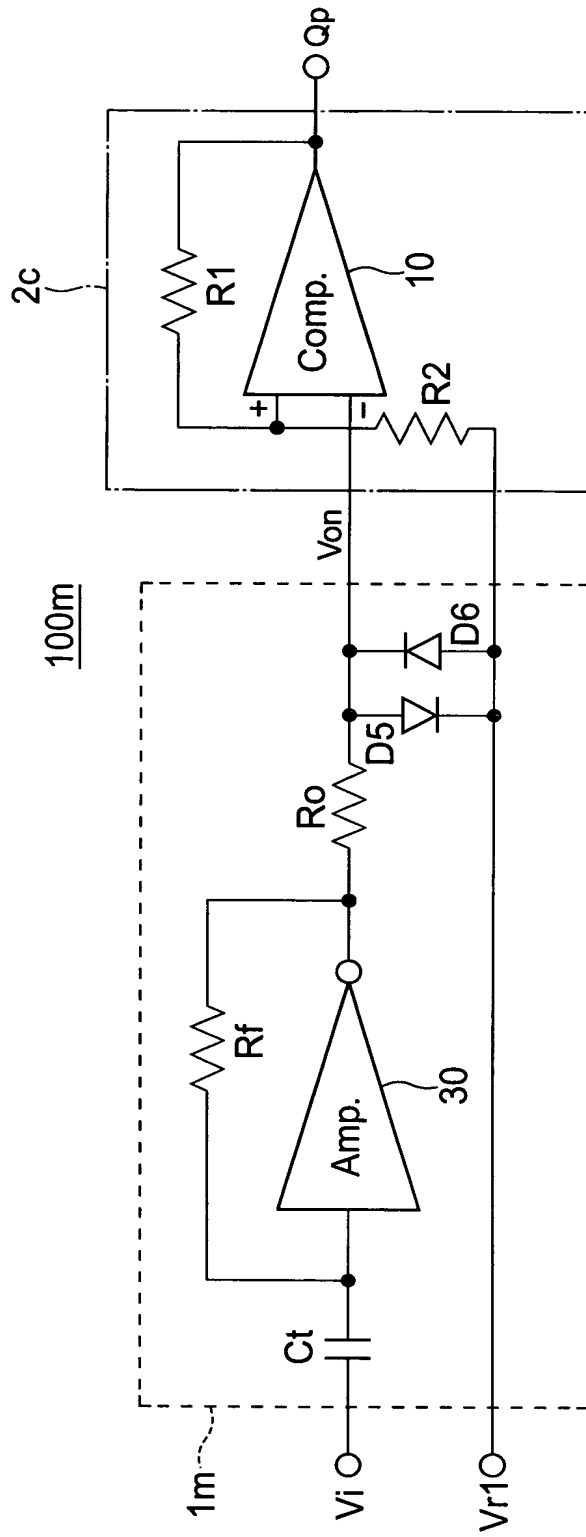 100m
1m
2c
Vi
Ct
Rf
Amp.
30
Ro
D5
D6
Von
R1
+
−
Comp.
10
R2
Qp
Vr1